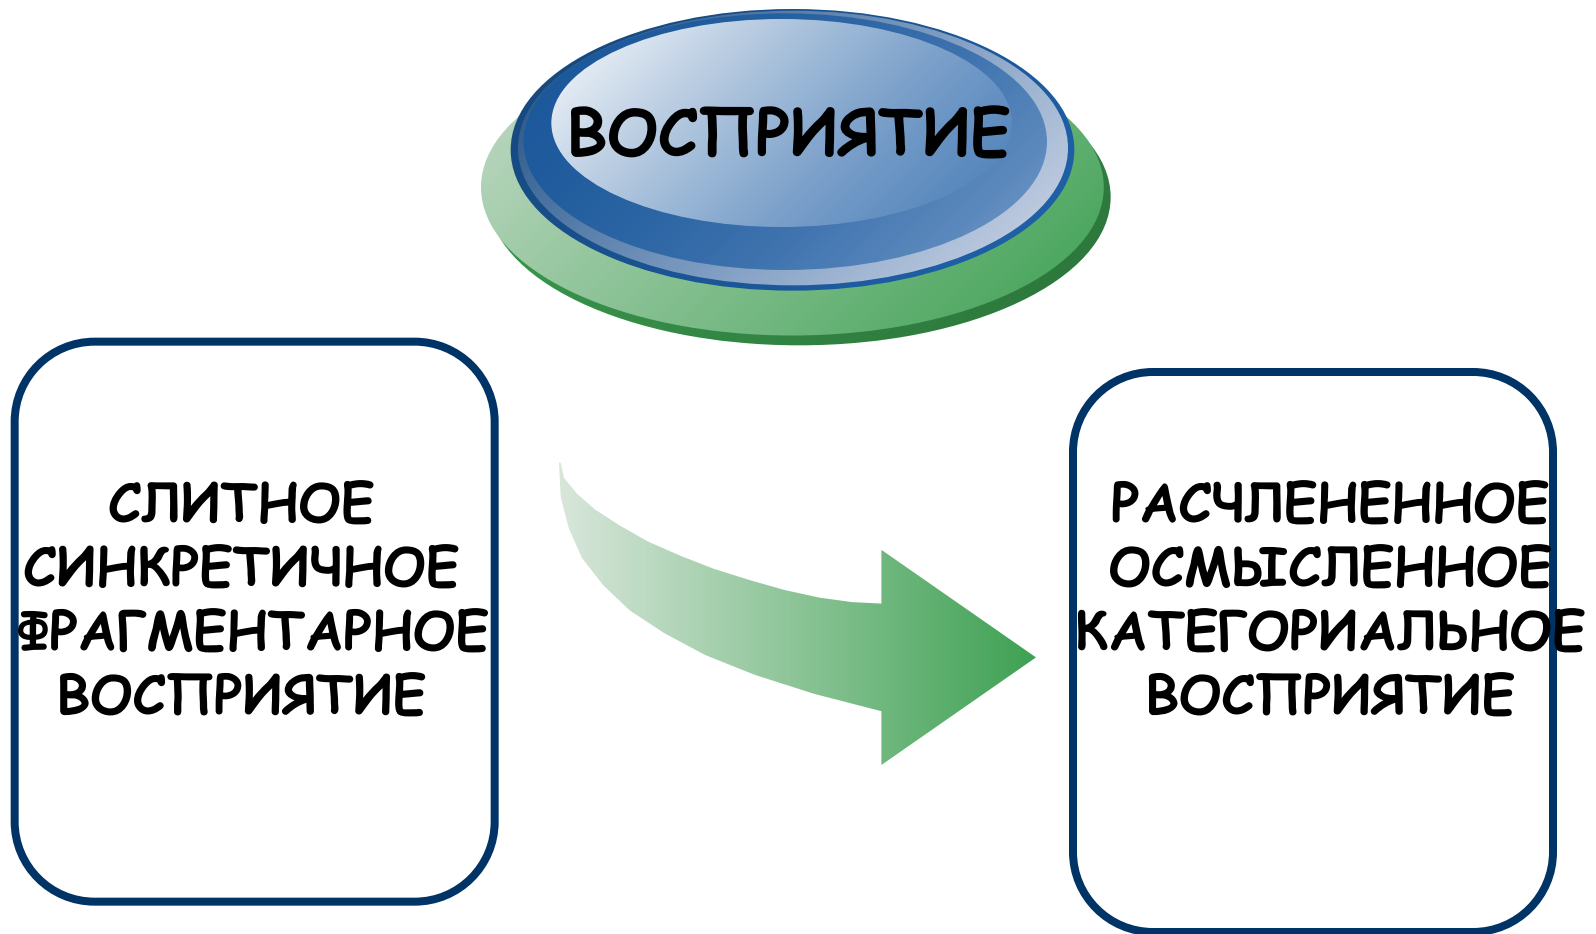 ВОСПРИЯТИЕ
СЛИТНОЕ
СИНКРЕТИЧНОЕ
ФРАГМЕНТАРНОЕ
ВОСПРИЯТИЕ
РАСЧЛЕНЕННОЕ
ОСМЫСЛЕННОЕ
КАТЕГОРИАЛЬНОЕ
ВОСПРИЯТИЕ